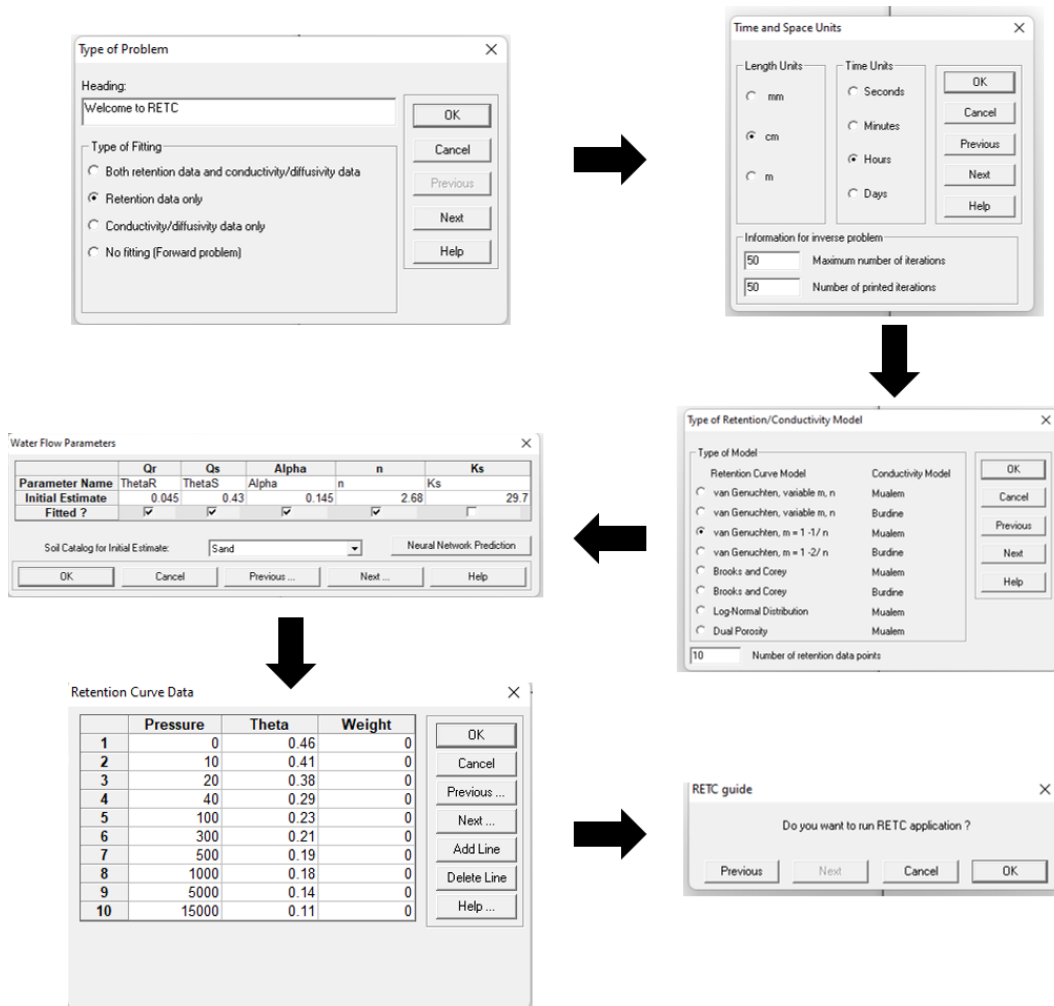 Type of Problem
Heading:
Welcome to RETC
Type of Fitting
Both retention data and conductivity/diffusivity data
Retention data only
Conductivity/diffusivity data only
No fitting (Forward problem)
OK
Cancel
Previous
Next
Help
Time and Space Units
Length Units
mm
cm
m
Time Units
Seconds
Minutes
Hours
Days
OK
Cancel
Previous
Next
Help
Information for inverse problem
50 Maximum number of iterations
50 Number of printed iterations
Type of Retention/Conductivity Model
Type of Model
Retention Curve Model Conductivity Model
van Genuchten, variable m, n Mualem
van Genuchten, variable m, n Burdine
van Genuchten, m = 1 -1/ n Mualem
van Genuchten, m = 1 -2/ n Burdine
Brooks and Corey Mualem
Brooks and Corey Burdine
Log-Normal Distribution Mualem
Dual Porosity Mualem
10 Number of retention data points
OK
Cancel
Previous
Next
Help
Water Flow Parameters
Qr Qs Alpha n Ks
Parameter Name ThetaR ThetaS Alpha n Ks
Initial Estimate 0.045 0.43 0.145 2.68 29.7
Fitted ?
Soil Catalog for Initial Estimate: Sand Neural Network Prediction
OK Cancel Previous ... Next ... Help
Retention Curve Data
Pressure Theta Weight
1 0 0.46 0
2 10 0.41 0
3 20 0.38 0
4 40 0.29 0
5 100 0.23 0
6 300 0.21 0
7 500 0.19 0
8 1000 0.18 0
9 5000 0.14 0
10 15000 0.11 0
OK
Cancel
Previous ...
Next ...
Add Line
Delete Line
Help ...
RETC guide
Do you want to run RETC application ?
Previous Next Cancel OK